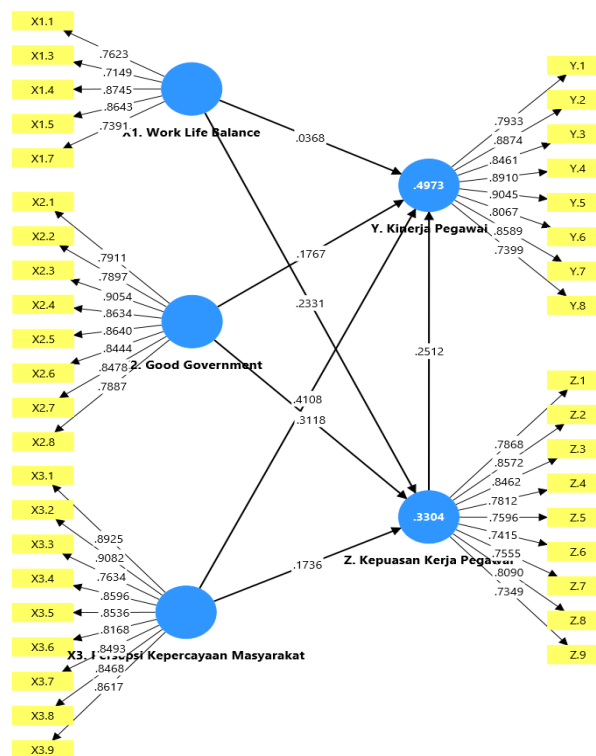 X1.1
X1.3
X1.4
X1.5
X1.7
.7623
.7149
.8745
.8643
.7391
X1. Work Life Balance
X2.1
X2.2
X2.3
X2.4
X2.5
X2.6
X2.7
X2.8
.7911
.7897
.9054
.8634
.8640
.8444
.8478
.7887
2. Good Government
X3.1
X3.2
X3.3
X3.4
X3.5
X3.6
X3.7
X3.8
X3.9
.8925
.9082
.7634
.8596
.8536
.8168
.8493
.8468
.8617
X3. Persepsi Kepercayaan Masyarakat
.0368
.1767
.2331
.4108
.3118
.1736
.2512
.4973
Y. Kinerja Pegawai
.7933
.8874
.8461
.8910
.9045
.8067
.8589
.7399
Y.1
Y.2
Y.3
Y.4
Y.5
Y.6
Y.7
Y.8
.3304
Z. Kepuasan Kerja Pegawai
.7868
.8572
.8462
.7812
.7596
.7415
.7555
.8090
.7349
Z.1
Z.2
Z.3
Z.4
Z.5
Z.6
Z.7
Z.8
Z.9